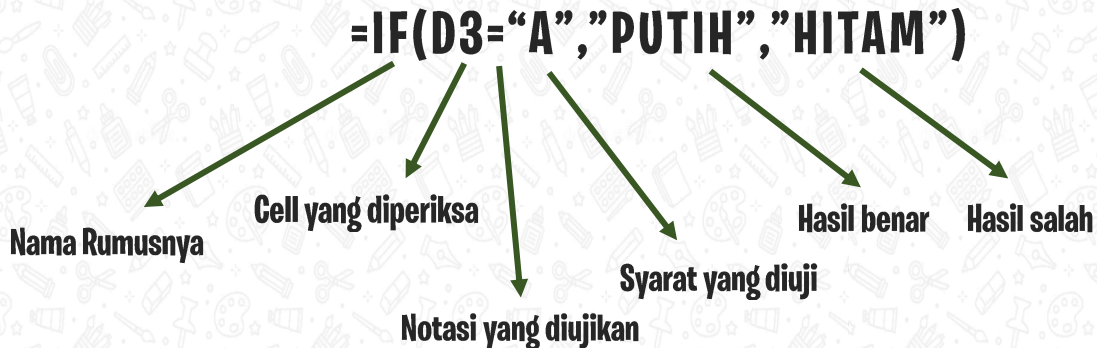 =IF(D3=“A”,”PUTIH”,”HITAM”)
Nama Rumusnya
Cell yang diperiksa
Notasi yang diujikan
Syarat yang diuji
Hasil benar
Hasil salah